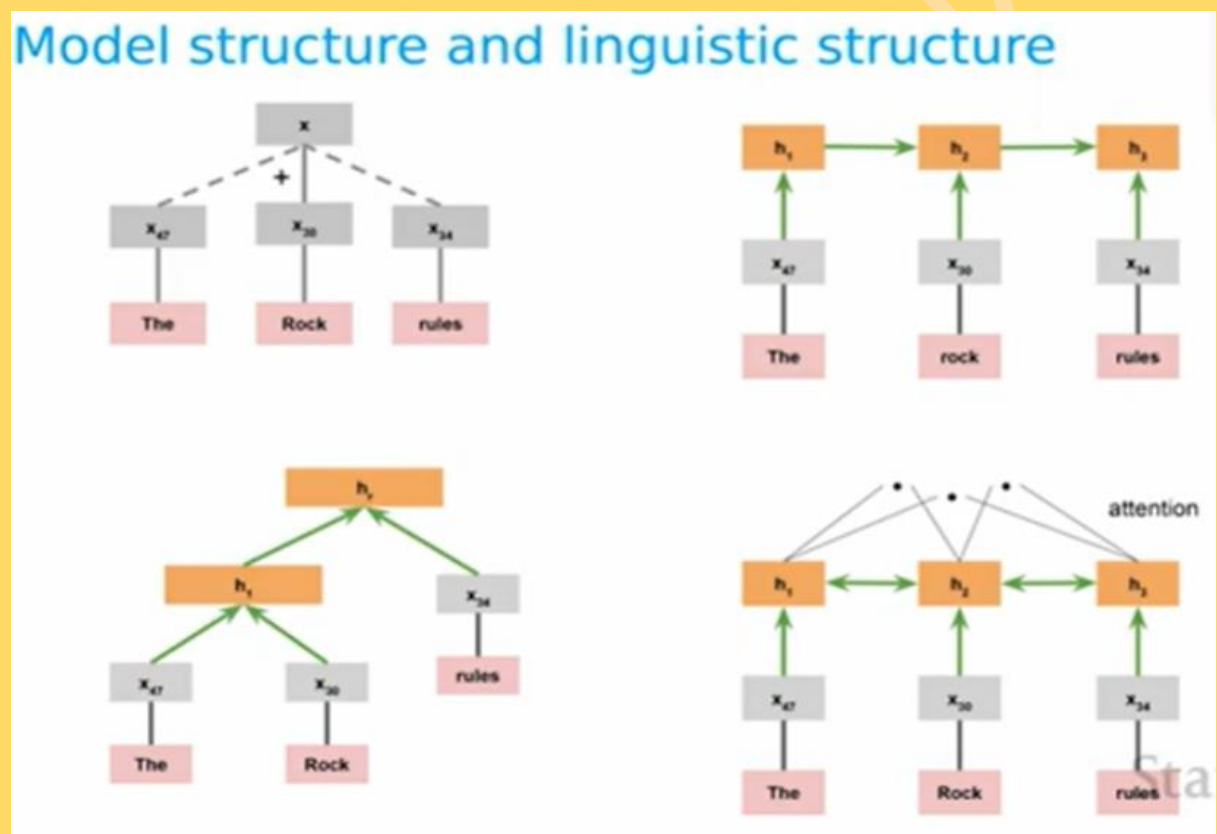 Model structure and linguistic structure
x
+
x47 x30 x34
The Rock rules
h1 h2 h3
x47 x30 x34
The rock rules
h1
x34
rules
x47 x30
The Rock
attention
h1 h2 h3
x47 x30 x34
The Rock rules
Sta